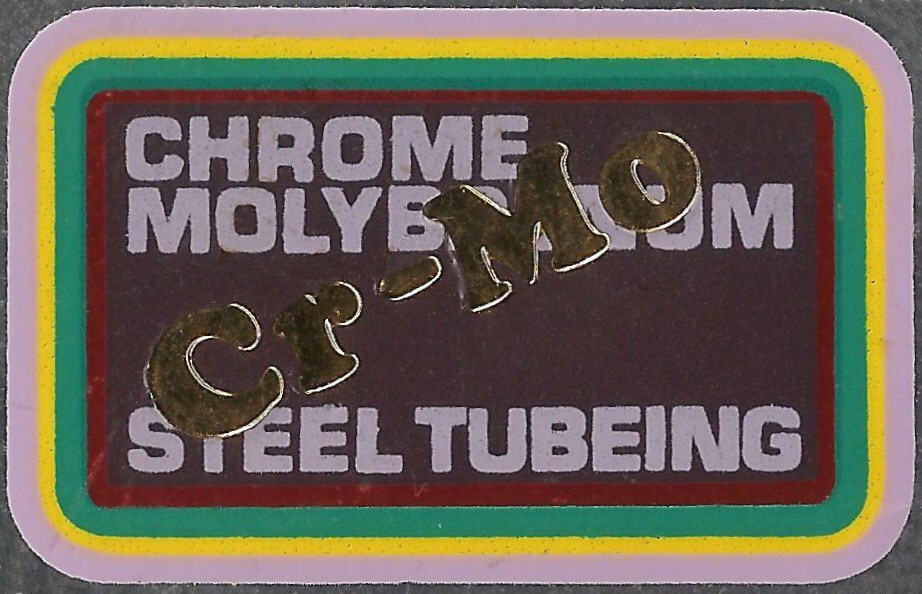 CHROME
MOLYBDENUM
Cr-Mo
STEEL TUBEING